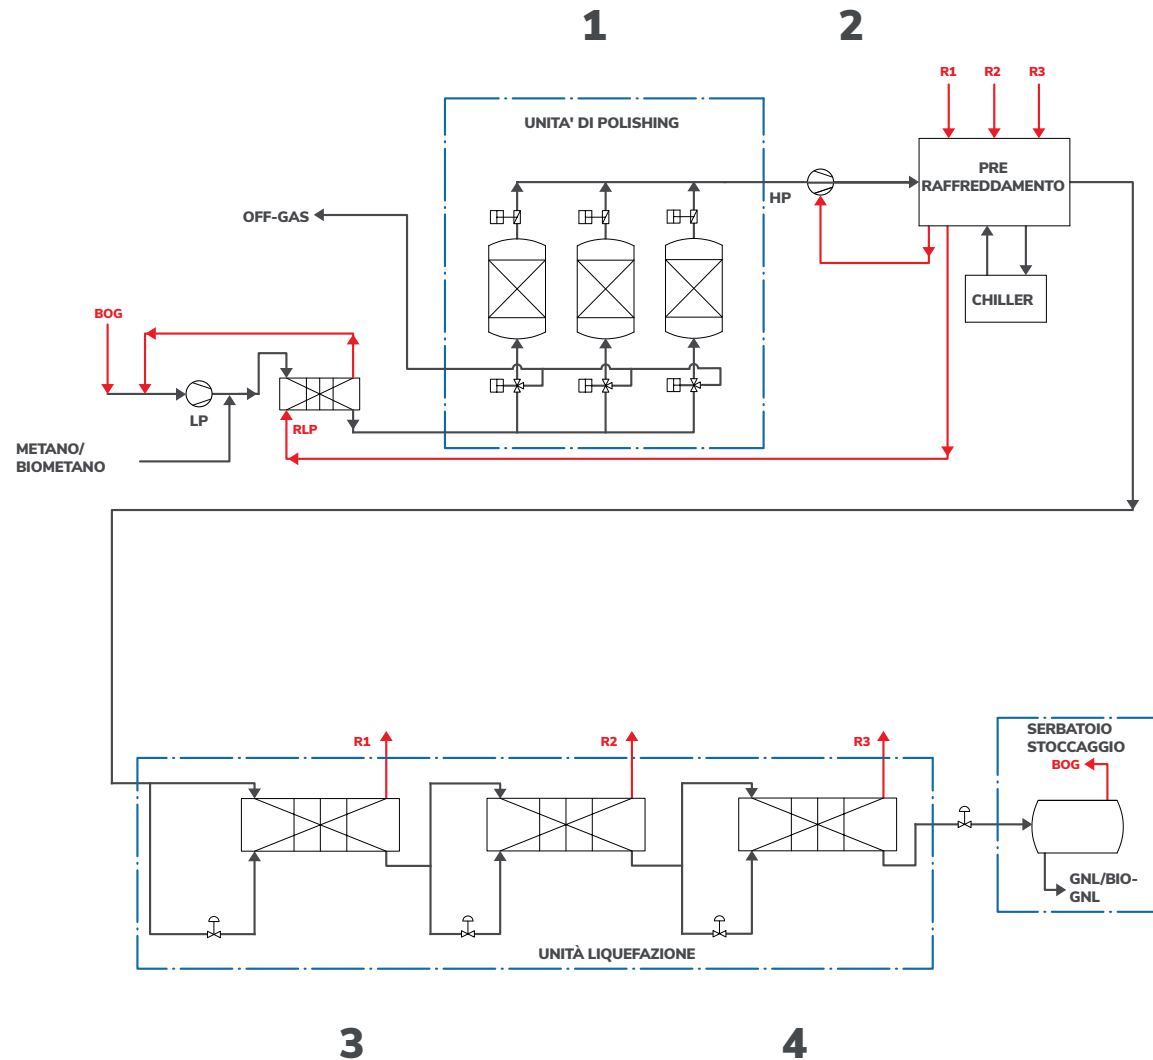 1
2
R1
R2
R3
UNITA' DI POLISHING
PRE
RAFFREDDAMENTO
HP
OFF-GAS
CHILLER
BOG
LP
RLP
METANO/
BIOMETANO
SERBATOIO
STOCCAGGIO
BOG
R1
R2
R3
GNL/BIO-
GNL
UNITÀ LIQUEFAZIONE
3
4